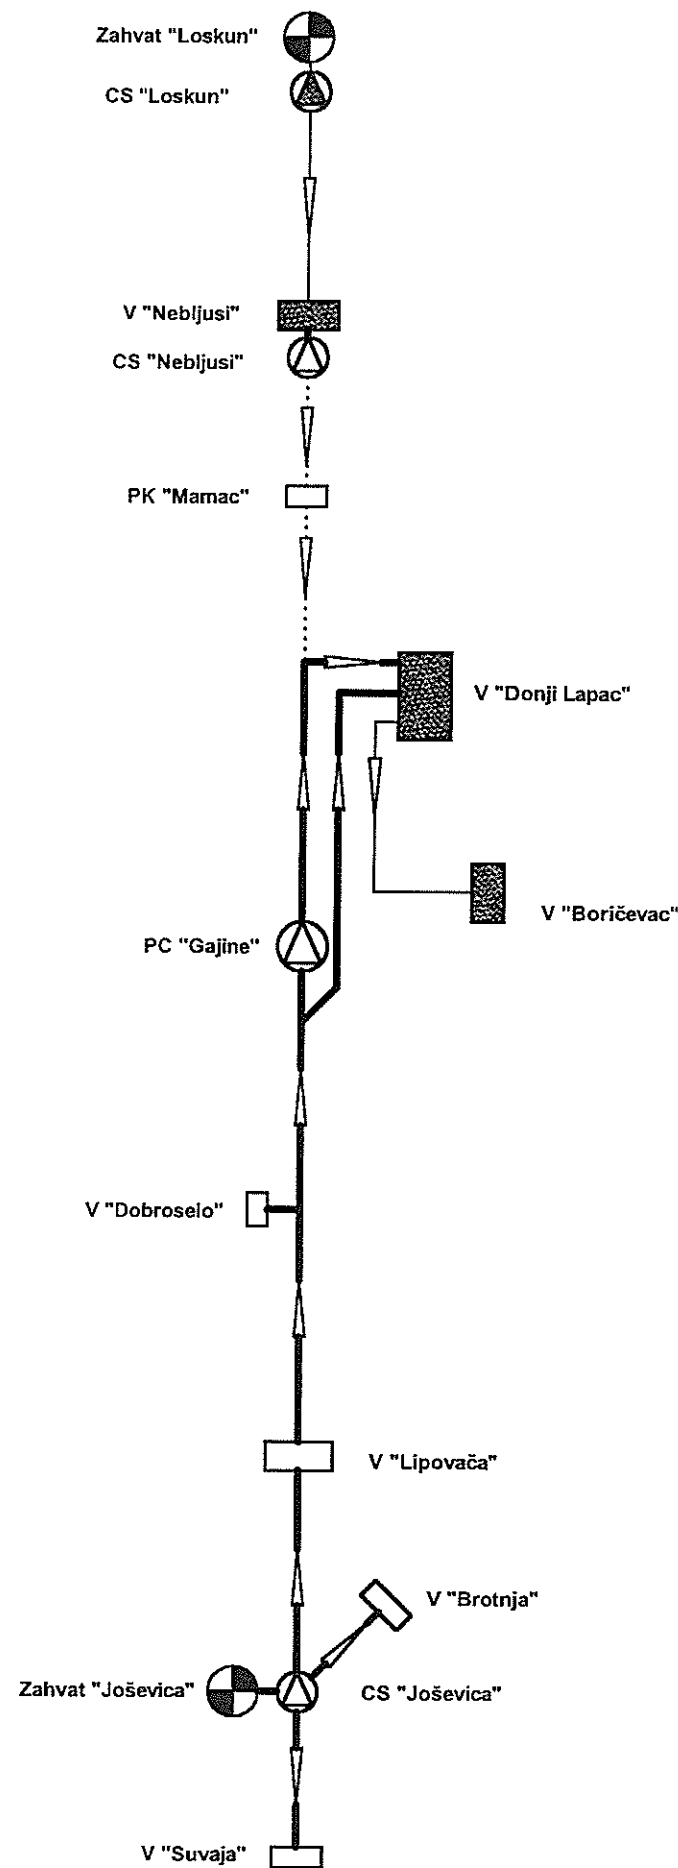 Zahvat "Loskun"
CS "Loskun"
V "Nebljusi"
CS "Nebljusi"
PK "Mamac"
V "Donji Lapac"
V "Boričevac"
PC "Gajine"
V "Dobroselo"
V "Lipovača"
V "Brotnja"
Zahvat "Joševica"
CS "Joševica"
V "Suvaja"